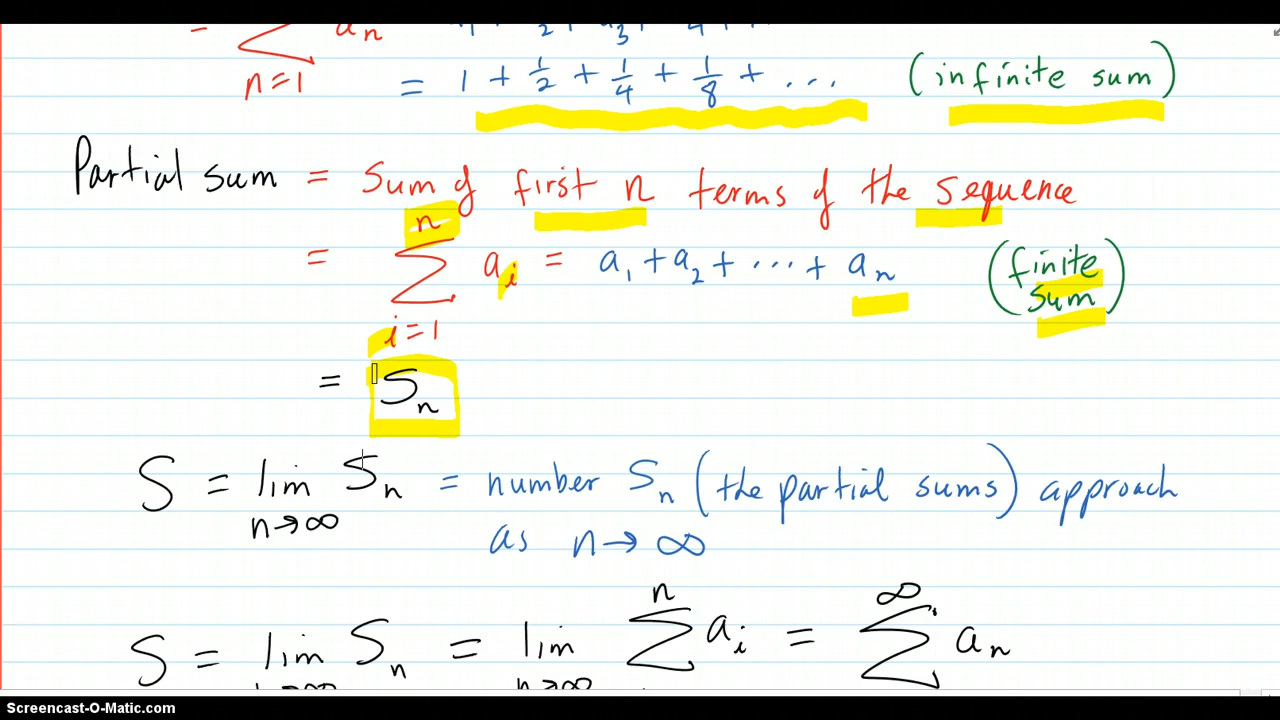 = ∑ aₙ
n=1
= 1 + 1/2 + 1/4 + 1/8 + ... (infinite sum)
Partial sum = Sum of first n terms of the sequence
n
= ∑ aᵢ = a₁ + a₂ + ... + aₙ (finite sum)
i=1
= Sₙ
S = lim Sₙ = number Sₙ (the partial sums) approach
n→∞ as n → ∞
n ∞
S = lim Sₙ = lim ∑ aᵢ = ∑ aₙ
n→∞
Screencast-O-Matic.com